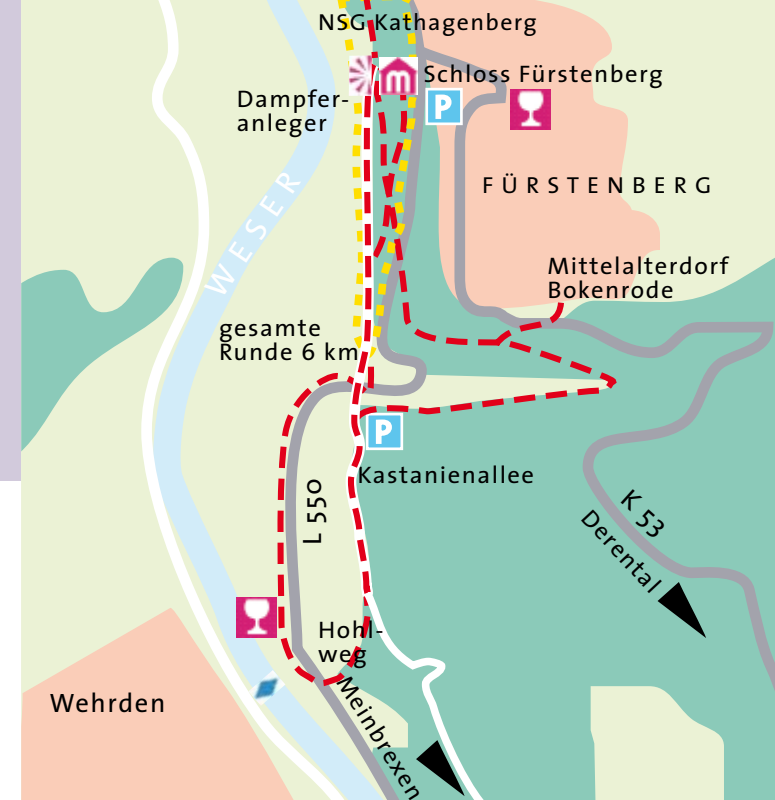 NSG Kathagenberg
Schloss Fürstenberg
P
Dampfer-
anleger
WESER
FÜRSTENBERG
Mittelalterdorf
Bokenrode
gesamte
Runde 6 km
P
Kastanienallee
L 550
K 53
Derental
Hohl-
weg
Wehrden
Meinbrexen